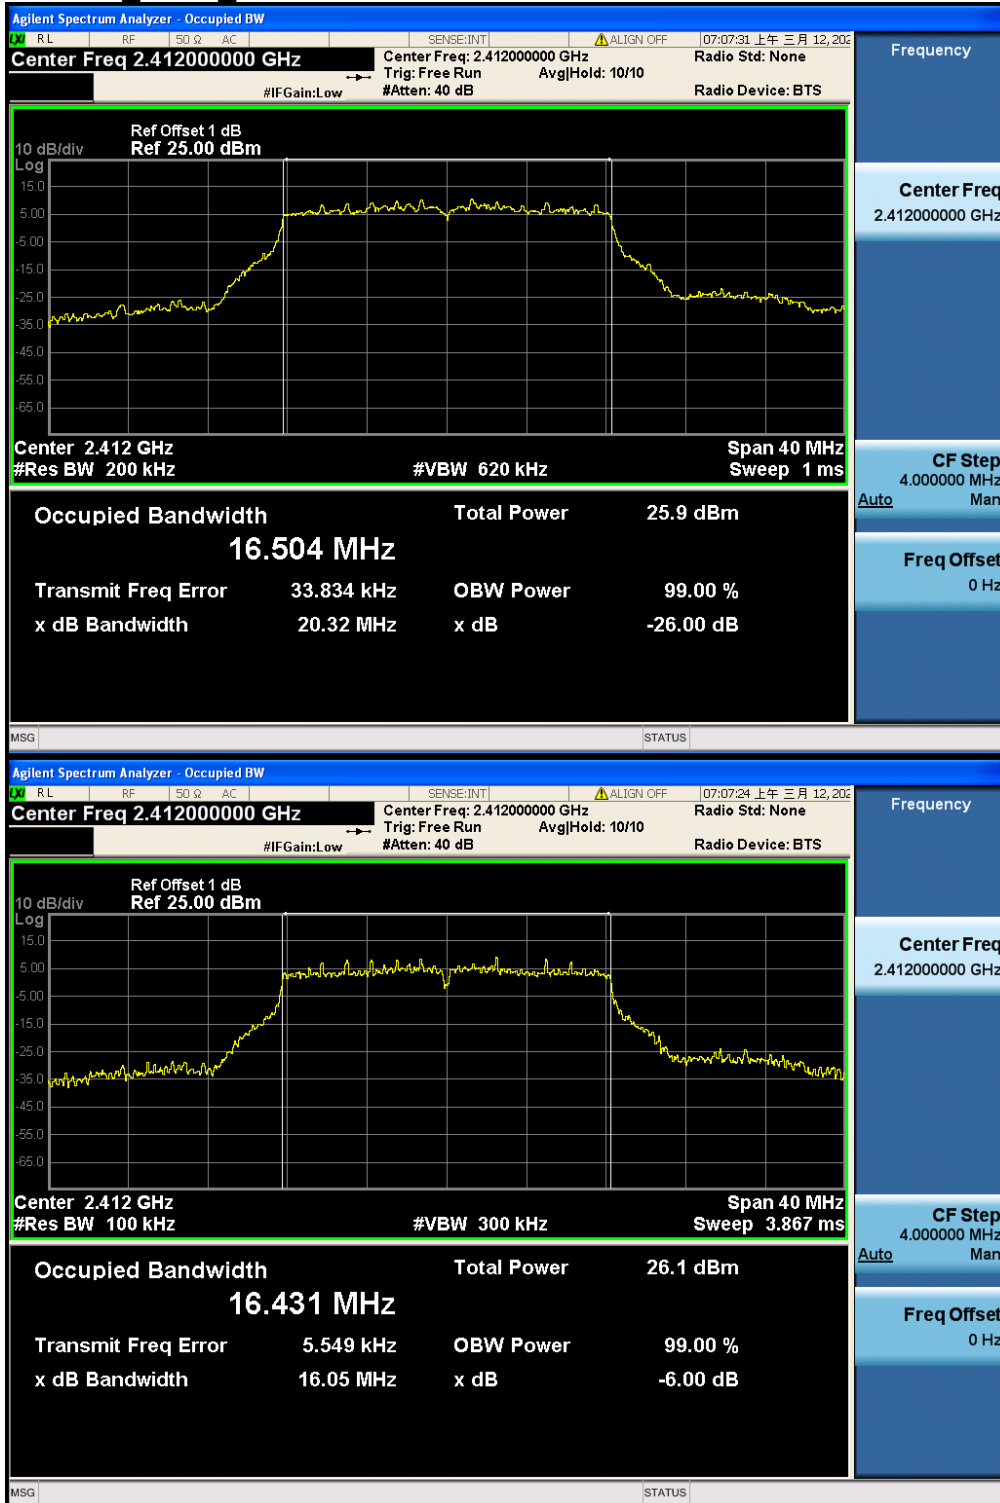 Agilent Spectrum Analyzer - Occupied BW
LXI RL RF 50 Ω AC SENSE:INT ALIGN OFF 07:07:31 上午 三月 12, 202
Center Freq 2.412000000 GHz
Center Freq: 2.412000000 GHz
Radio Std: None
Trig: Free Run Avg|Hold: 10/10
#IFGain:Low #Atten: 40 dB Radio Device: BTS
Frequency
Ref Offset 1 dB
10 dB/div Ref 25.00 dBm
Log
15.0
5.00
-5.00
-15.0
-25.0
-35.0
-45.0
-55.0
-65.0
Center 2.412 GHz Span 40 MHz
#Res BW 200 kHz #VBW 620 kHz Sweep 1 ms
Center Freq
2.412000000 GHz
CF Step
4.000000 MHz
Auto Man
Freq Offset
0 Hz
Occupied Bandwidth Total Power 25.9 dBm
16.504 MHz
Transmit Freq Error 33.834 kHz OBW Power 99.00 %
x dB Bandwidth 20.32 MHz x dB -26.00 dB
MSG STATUS
Agilent Spectrum Analyzer - Occupied BW
LXI RL RF 50 Ω AC SENSE:INT ALIGN OFF 07:07:24 上午 三月 12, 202
Center Freq 2.412000000 GHz
Center Freq: 2.412000000 GHz
Radio Std: None
Trig: Free Run Avg|Hold: 10/10
#IFGain:Low #Atten: 40 dB Radio Device: BTS
Frequency
Ref Offset 1 dB
10 dB/div Ref 25.00 dBm
Log
15.0
5.00
-5.00
-15.0
-25.0
-35.0
-45.0
-55.0
-65.0
Center 2.412 GHz Span 40 MHz
#Res BW 100 kHz #VBW 300 kHz Sweep 3.867 ms
Center Freq
2.412000000 GHz
CF Step
4.000000 MHz
Auto Man
Freq Offset
0 Hz
Occupied Bandwidth Total Power 26.1 dBm
16.431 MHz
Transmit Freq Error 5.549 kHz OBW Power 99.00 %
x dB Bandwidth 16.05 MHz x dB -6.00 dB
MSG STATUS